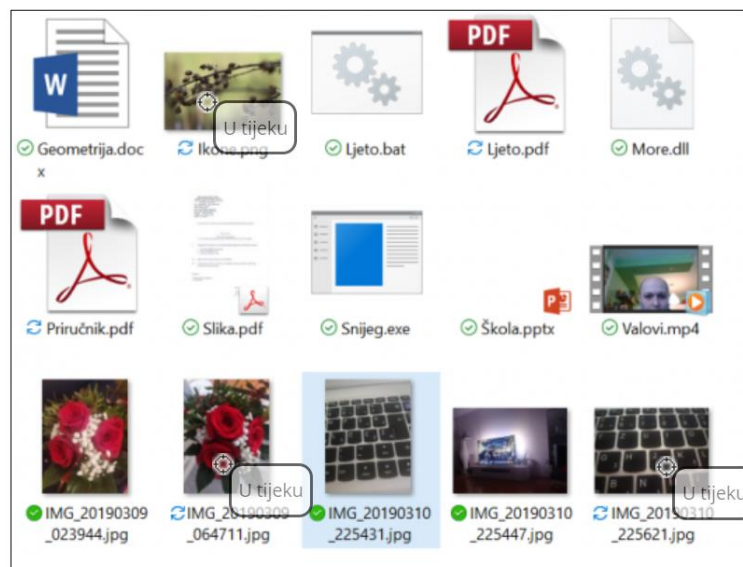 W
PDF
U tijeku
Geometrija.doc
x
Ikone.png
Ljeto.bat
Ljeto.pdf
More.dll
PDF
Priručnik.pdf
Slika.pdf
Snijeg.exe
Škola.pptx
Valovi.mp4
U tijeku
U tijeku
IMG_20190309
_023944.jpg
IMG_20190309
_064711.jpg
IMG_20190310
_225431.jpg
IMG_20190310
_225447.jpg
IMG_20190310
_225621.jpg